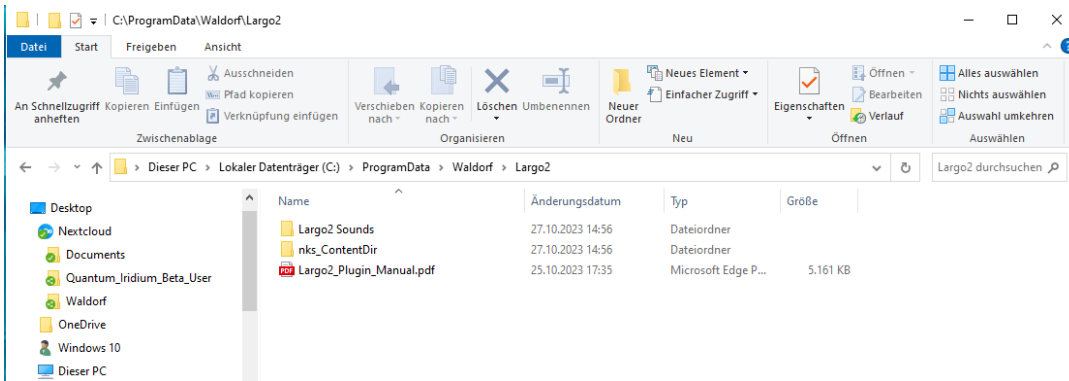 C:\ProgramData\Waldorf\Largo2
Datei Start Freigeben Ansicht
An Schnellzugriff anheften
Kopieren
Einfügen
Ausschneiden
Pfad kopieren
Verknüpfung einfügen
Zwischenablage
Verschieben nach
Kopieren nach
Löschen
Umbenennen
Organisieren
Neuer Ordner
Neues Element
Einfacher Zugriff
Neu
Eigenschaften
Öffnen
Bearbeiten
Verlauf
Öffnen
Alles auswählen
Nichts auswählen
Auswahl umkehren
Auswählen
Dieser PC > Lokaler Datenträger (C:) > ProgramData > Waldorf > Largo2
Largo2 durchsuchen
Desktop
Nextcloud
Documents
Quantum_Iridium_Beta_User
Waldorf
OneDrive
Windows 10
Dieser PC
Name Änderungsdatum Typ Größe
Largo2 Sounds 27.10.2023 14:56 Dateiordner
nks_ContentDir 27.10.2023 14:56 Dateiordner
PDF Largo2_Plugin_Manual.pdf 25.10.2023 17:35 Microsoft Edge P... 5.161 KB